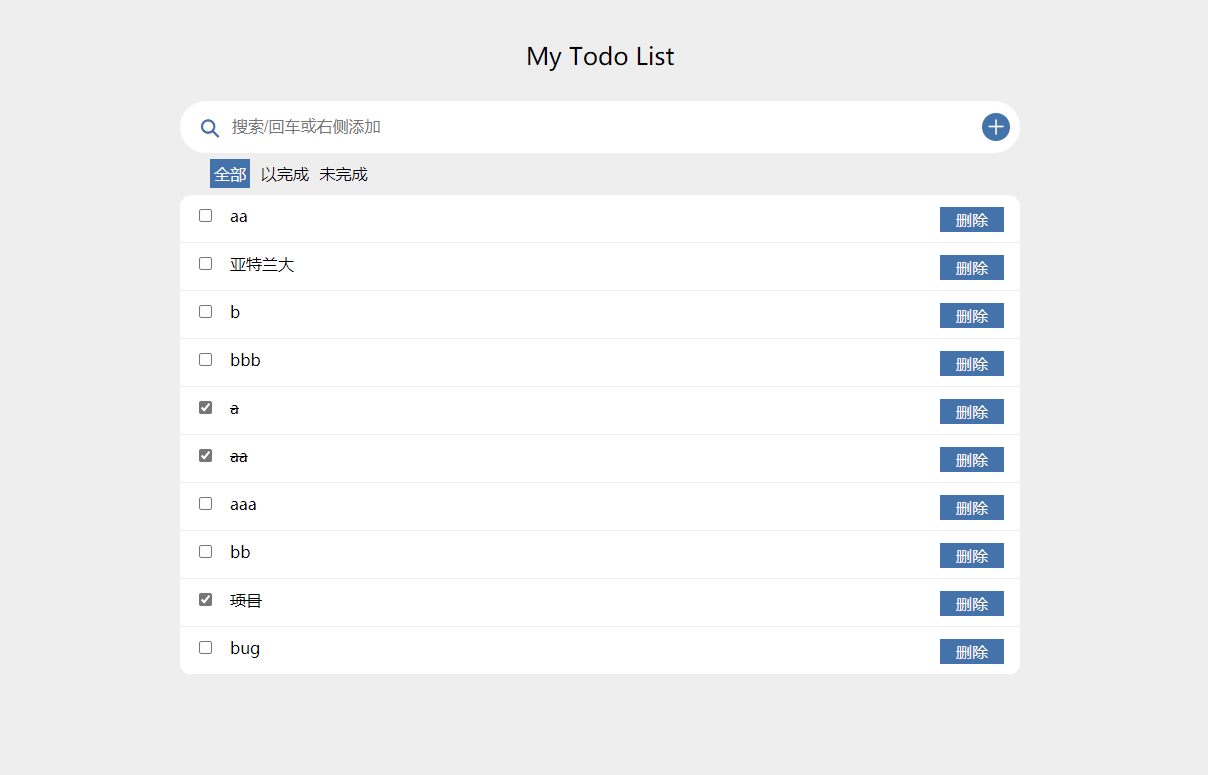 My Todo List
搜索/回车或右侧添加
全部 以完成 未完成
aa 删除
亚特兰大 删除
b 删除
bbb 删除
a 删除
aa 删除
aaa 删除
bb 删除
项目 删除
bug 删除